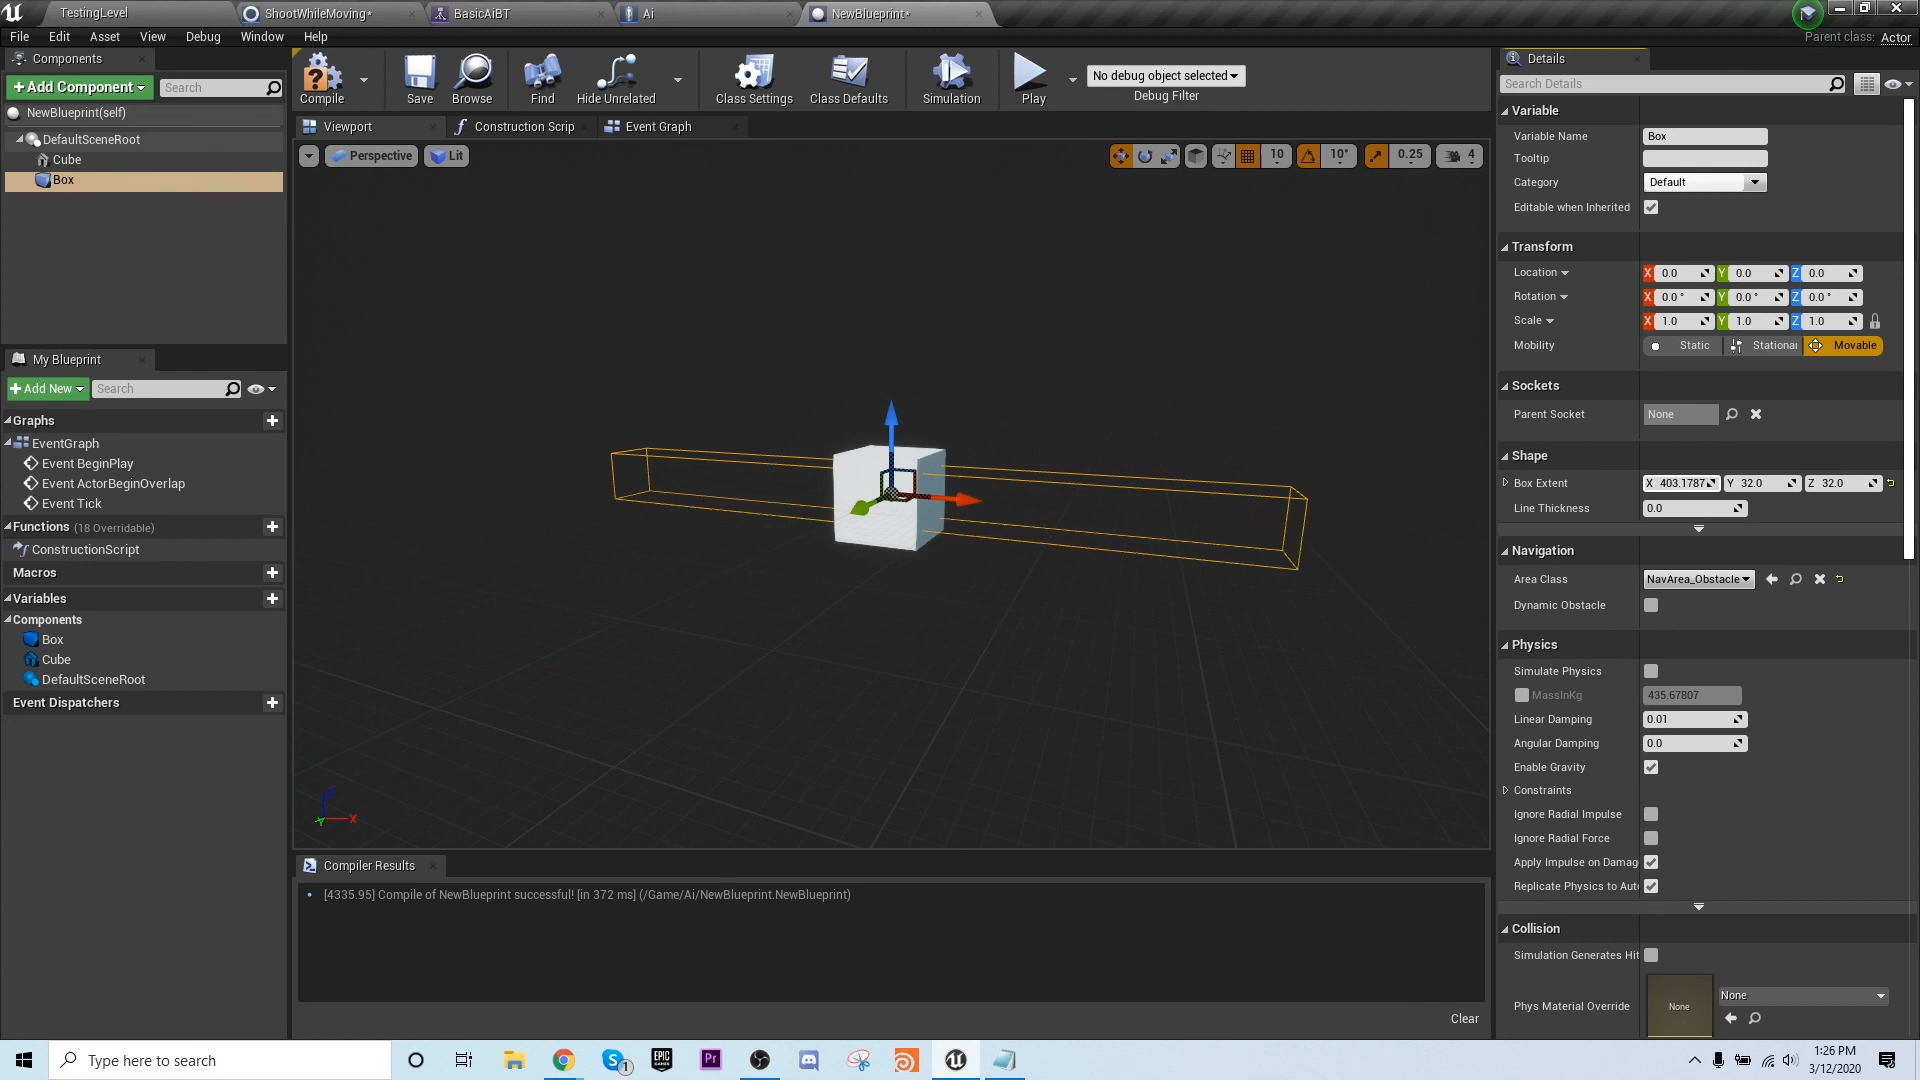 TestingLevel
ShootWhileMoving*
BasicAiBT
Ai
NewBlueprint*
File Edit Asset View Debug Window Help
Parent class: Actor
Components
Add Component
Search
NewBlueprint(self)
DefaultSceneRoot
Cube
Box
My Blueprint
Add New
Search
Graphs
EventGraph
Event BeginPlay
Event ActorBeginOverlap
Event Tick
Functions (18 Overridable)
ConstructionScript
Macros
Variables
Components
Box
Cube
DefaultSceneRoot
Event Dispatchers
Compile
Save
Browse
Find
Hide Unrelated
Class Settings
Class Defaults
Simulation
Play
No debug object selected
Debug Filter
Viewport
Construction Scrip
Event Graph
Perspective
Lit
10
10°
0.25
4
Z
Y
X
Compiler Results
[4335.95] Compile of NewBlueprint successful! [in 372 ms] (/Game/Ai/NewBlueprint.NewBlueprint)
Clear
Details
Search Details
Variable
Variable Name Box
Tooltip
Category Default
Editable when Inherited
Transform
Location X 0.0 Y 0.0 Z 0.0
Rotation X 0.0° Y 0.0° Z 0.0°
Scale X 1.0 Y 1.0 Z 1.0
Mobility Static Stationar Movable
Sockets
Parent Socket None
Shape
Box Extent X 403.1787 Y 32.0 Z 32.0
Line Thickness 0.0
Navigation
Area Class NavArea_Obstacle
Dynamic Obstacle
Physics
Simulate Physics
MassInKg 435.67807
Linear Damping 0.01
Angular Damping 0.0
Enable Gravity
Constraints
Ignore Radial Impulse
Ignore Radial Force
Apply Impulse on Damag
Replicate Physics to Aut
Collision
Simulation Generates Hit
Phys Material Override None None
Type here to search
EPIC GAMES
Pr
S 1
1:26 PM
3/12/2020